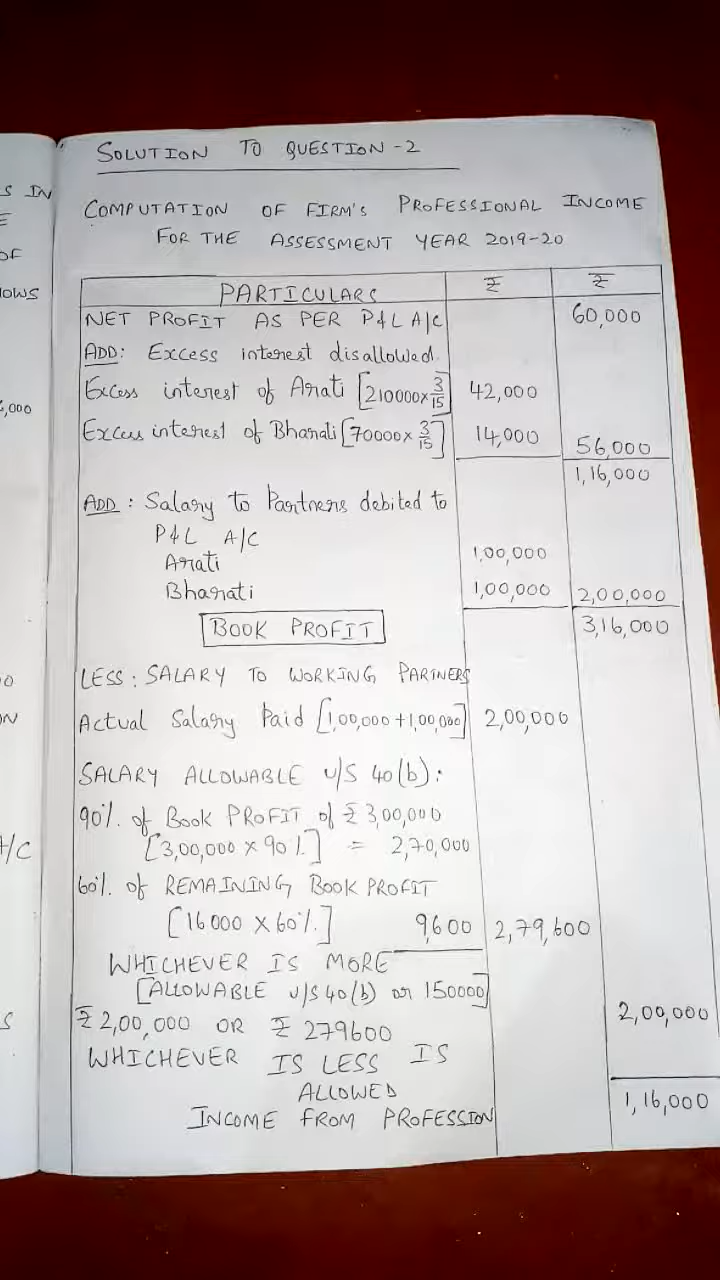 S IN
E
OF
LOWS
,000
ON
A/C
S
SOLUTION TO QUESTION - 2
COMPUTATION OF FIRM'S PROFESSIONAL INCOME
FOR THE ASSESSMENT YEAR 2019-20
PARTICULARS ₹ ₹
NET PROFIT AS PER P&L A/C 60,000
ADD: Excess interest disallowed.
Excess interest of Arati [210000 x 3/15] 42,000
Excess interest of Bharati [70000 x 3/15] 14,000 56,000
1,16,000
ADD: Salary to Partners debited to
P&L A/C
Arati 1,00,000
Bharati 1,00,000 2,00,000
BOOK PROFIT 3,16,000
LESS: SALARY TO WORKING PARTNERS
Actual Salary Paid [1,00,000 + 1,00,000] 2,00,000
SALARY ALLOWABLE U/S 40(b):
90%. of Book PROFIT of ₹ 3,00,000
[3,00,000 X 90%.] = 2,70,000
60%. of REMAINING BOOK PROFIT
[16000 X 60%.] 9,600 2,79,600
WHICHEVER IS MORE
[ALLOWABLE U/S 40(b) or 150000]
₹ 2,00,000 OR ₹ 279600 2,00,000
WHICHEVER IS LESS IS
ALLOWED
INCOME FROM PROFESSION 1,16,000